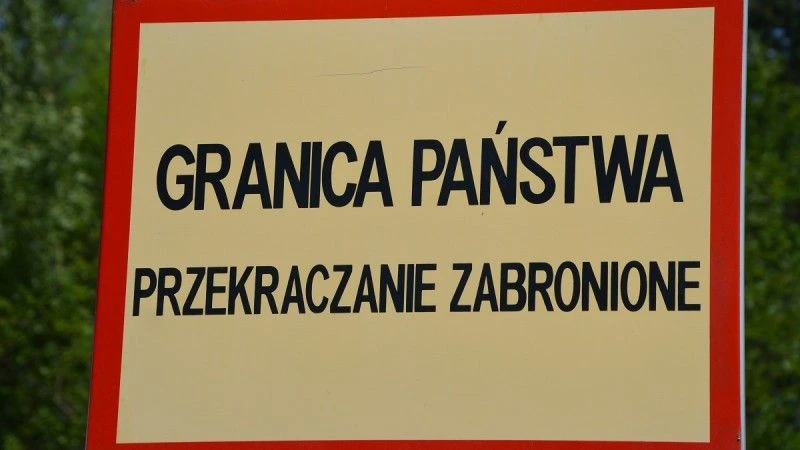 GRANICA PAŃSTWA
PRZEKRACZANIE ZABRONIONE